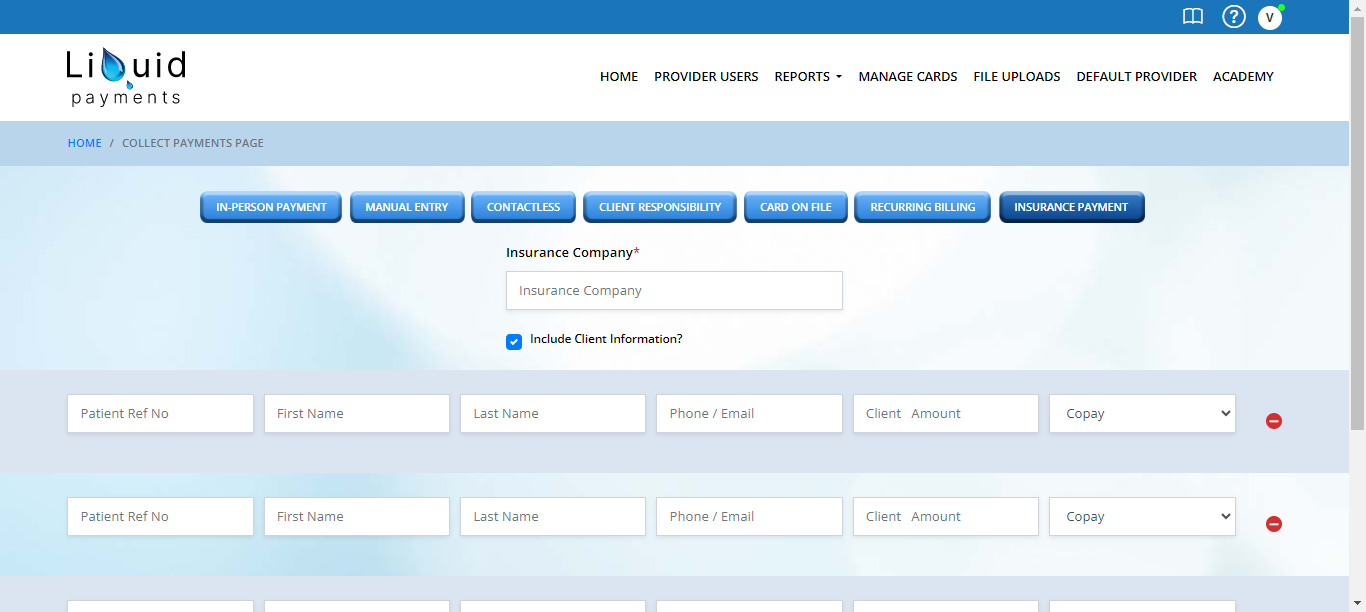 V
Liquid
payments
HOME PROVIDER USERS REPORTS MANAGE CARDS FILE UPLOADS DEFAULT PROVIDER ACADEMY
HOME / COLLECT PAYMENTS PAGE
IN-PERSON PAYMENT MANUAL ENTRY CONTACTLESS CLIENT RESPONSIBILITY CARD ON FILE RECURRING BILLING INSURANCE PAYMENT
Insurance Company*
Insurance Company
Include Client Information?
Patient Ref No First Name Last Name Phone / Email Client Amount Copay
Patient Ref No First Name Last Name Phone / Email Client Amount Copay